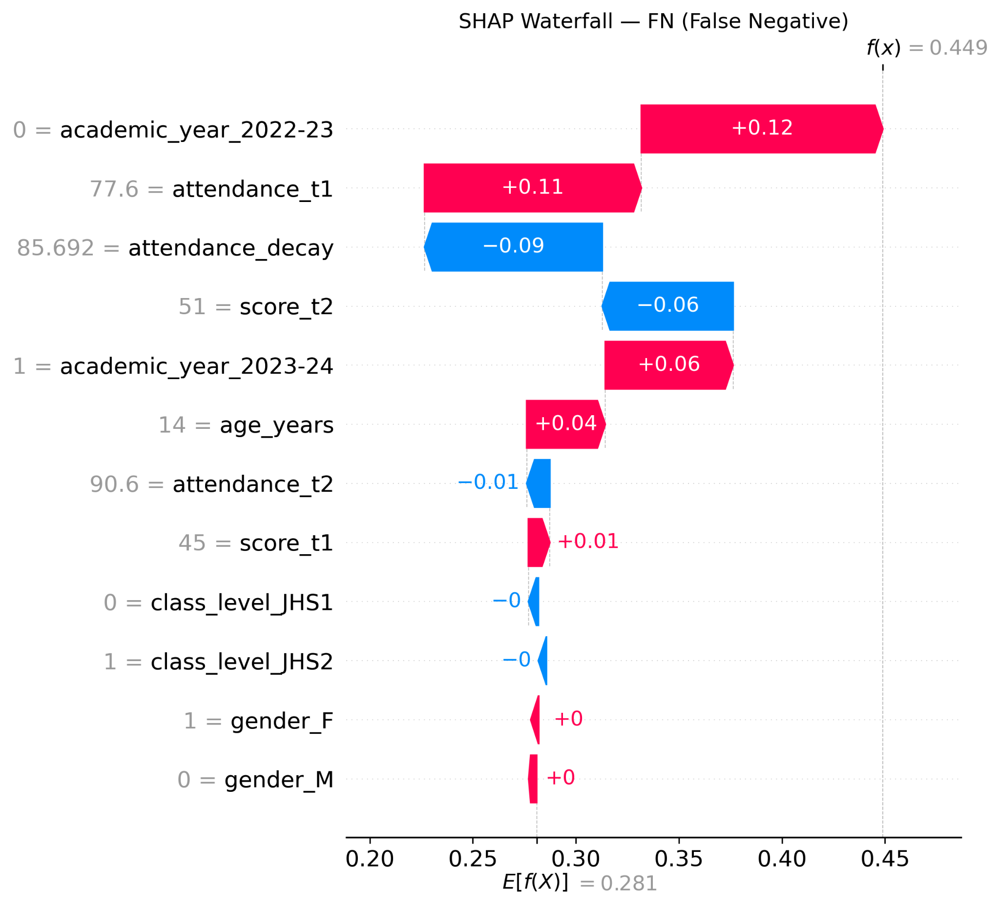 SHAP Waterfall — FN (False Negative)
f(x) = 0.449
0 = academic_year_2022-23 +0.12
77.6 = attendance_t1 +0.11
85.692 = attendance_decay −0.09
51 = score_t2 −0.06
1 = academic_year_2023-24 +0.06
14 = age_years +0.04
90.6 = attendance_t2 −0.01
45 = score_t1 +0.01
0 = class_level_JHS1 −0
1 = class_level_JHS2 −0
1 = gender_F +0
0 = gender_M +0
0.20 0.25 0.30 0.35 0.40 0.45
E[f(X)] = 0.281